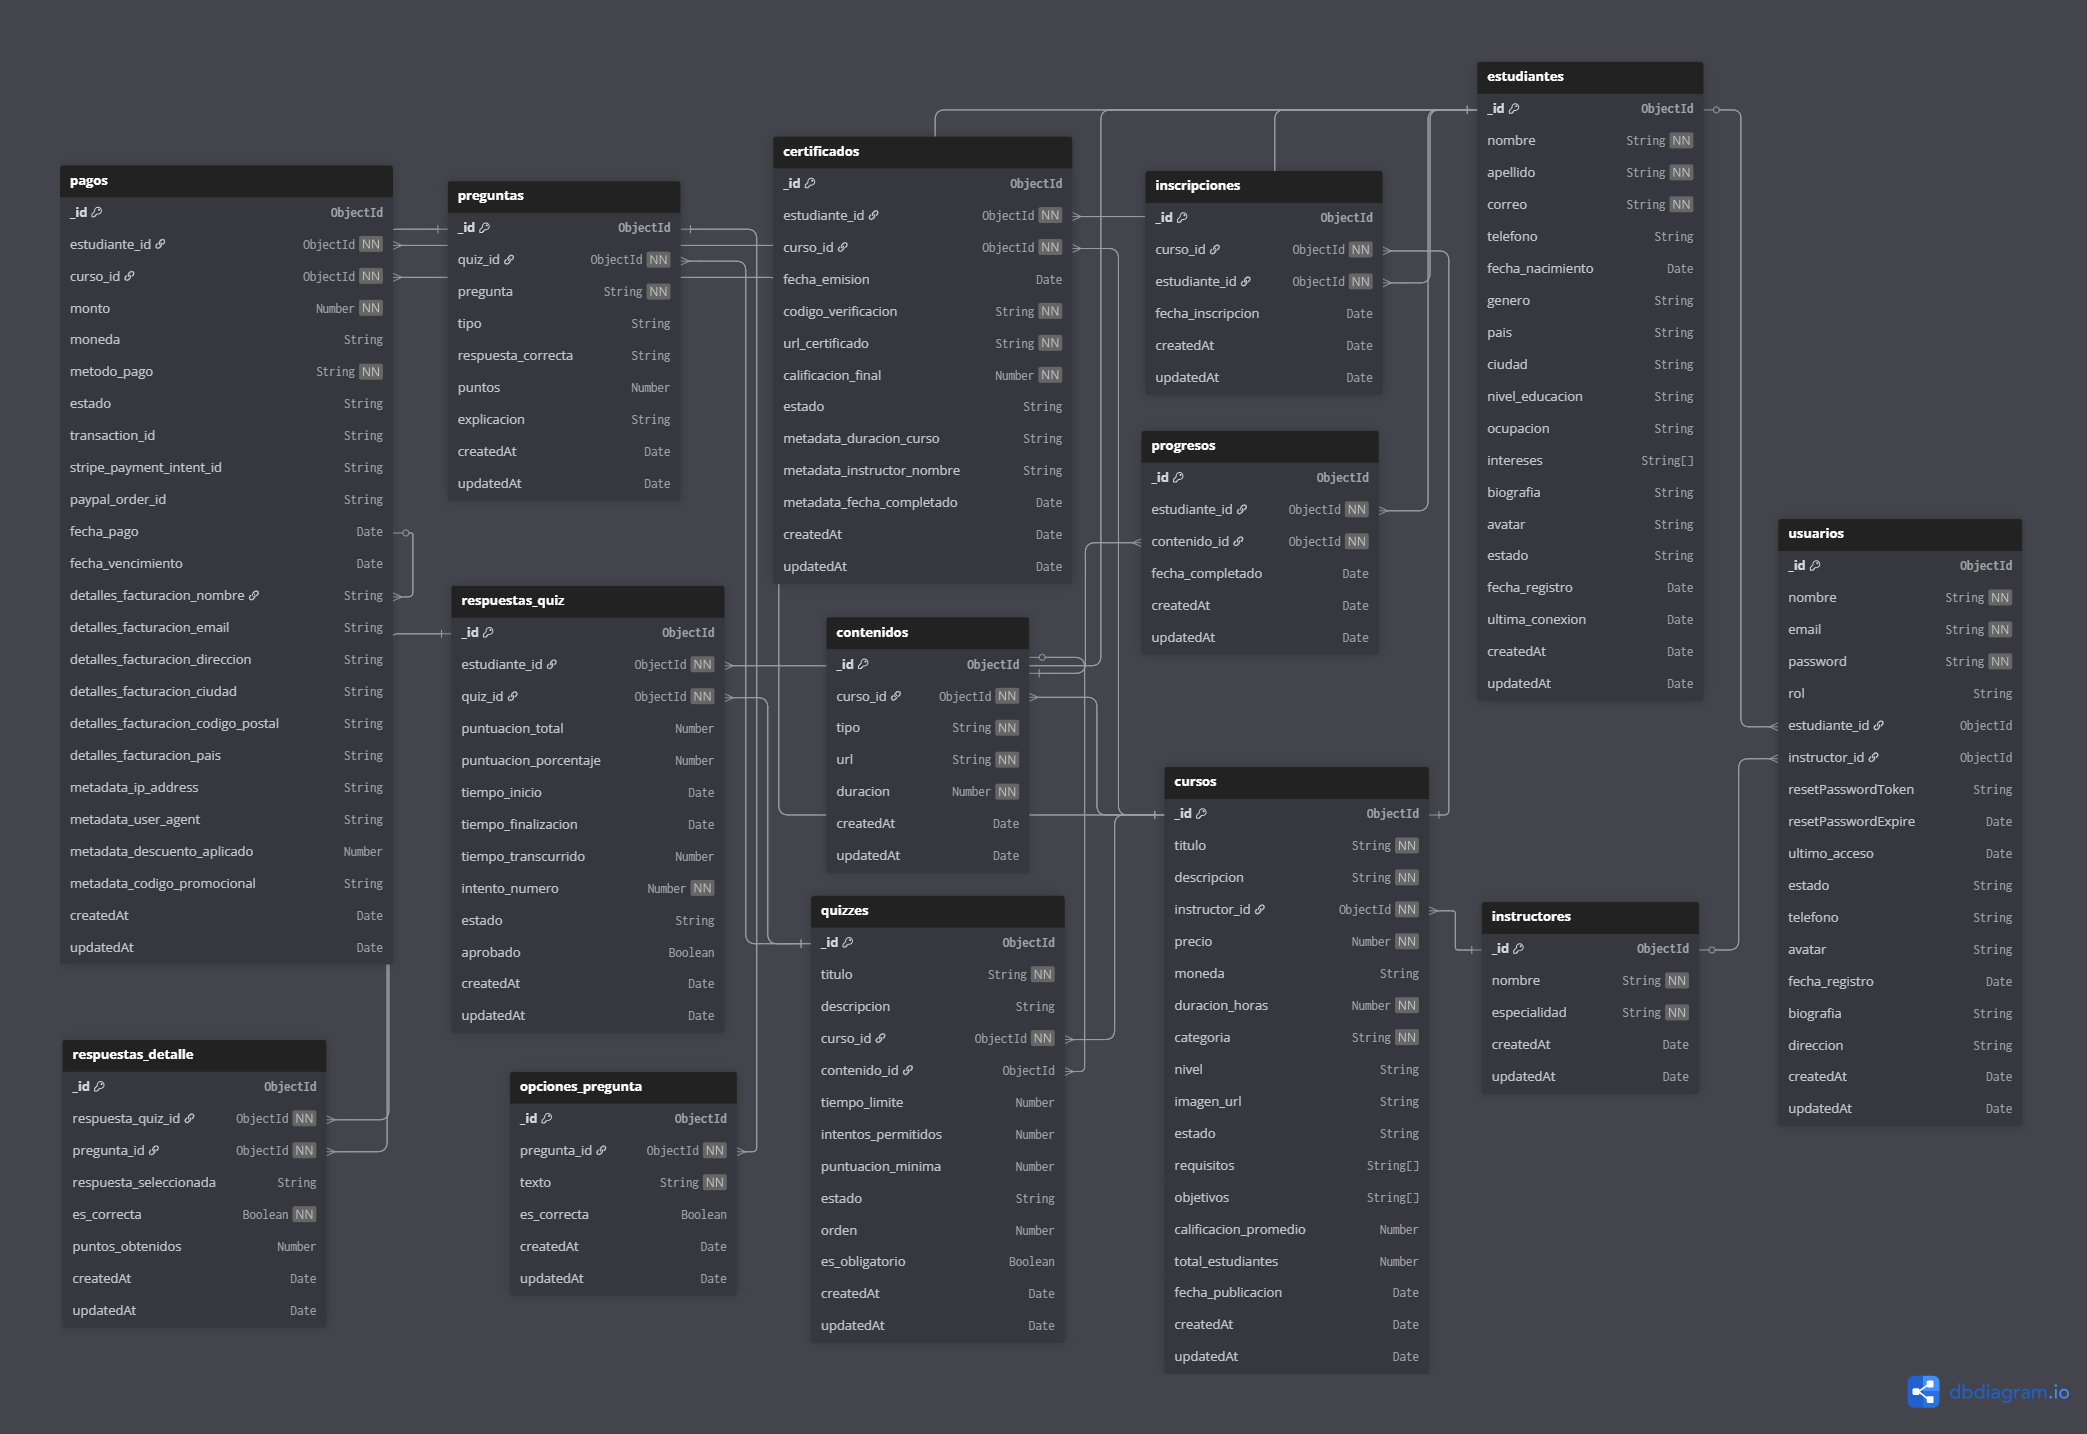 pagos
_id ObjectId
estudiante_id ObjectId NN
curso_id ObjectId NN
monto Number NN
moneda String
metodo_pago String NN
estado String
transaction_id String
stripe_payment_intent_id String
paypal_order_id String
fecha_pago Date
fecha_vencimiento Date
detalles_facturacion_nombre String
detalles_facturacion_email String
detalles_facturacion_direccion String
detalles_facturacion_ciudad String
detalles_facturacion_codigo_postal String
detalles_facturacion_pais String
metadata_ip_address String
metadata_user_agent String
metadata_descuento_aplicado Number
metadata_codigo_promocional String
createdAt Date
updatedAt Date
respuestas_detalle
_id ObjectId
respuesta_quiz_id ObjectId NN
pregunta_id ObjectId NN
respuesta_seleccionada String
es_correcta Boolean NN
puntos_obtenidos Number
createdAt Date
updatedAt Date
preguntas
_id ObjectId
quiz_id ObjectId NN
pregunta String NN
tipo String
respuesta_correcta String
puntos Number
explicacion String
createdAt Date
updatedAt Date
respuestas_quiz
_id ObjectId
estudiante_id ObjectId NN
quiz_id ObjectId NN
puntuacion_total Number
puntuacion_porcentaje Number
tiempo_inicio Date
tiempo_finalizacion Date
tiempo_transcurrido Number
intento_numero Number NN
estado String
aprobado Boolean
createdAt Date
updatedAt Date
opciones_pregunta
_id ObjectId
pregunta_id ObjectId NN
texto String NN
es_correcta Boolean
createdAt Date
updatedAt Date
certificados
_id ObjectId
estudiante_id ObjectId NN
curso_id ObjectId NN
fecha_emision Date
codigo_verificacion String NN
url_certificado String NN
calificacion_final Number NN
estado String
metadata_duracion_curso String
metadata_instructor_nombre String
metadata_fecha_completado Date
createdAt Date
updatedAt Date
contenidos
_id ObjectId
curso_id ObjectId NN
tipo String NN
url String NN
duracion Number NN
createdAt Date
updatedAt Date
quizzes
_id ObjectId
titulo String NN
descripcion String
curso_id ObjectId NN
contenido_id ObjectId
tiempo_limite Number
intentos_permitidos Number
puntuacion_minima Number
estado String
orden Number
es_obligatorio Boolean
createdAt Date
updatedAt Date
inscripciones
_id ObjectId
curso_id ObjectId NN
estudiante_id ObjectId NN
fecha_inscripcion Date
createdAt Date
updatedAt Date
progresos
_id ObjectId
estudiante_id ObjectId NN
contenido_id ObjectId NN
fecha_completado Date
createdAt Date
updatedAt Date
cursos
_id ObjectId
titulo String NN
descripcion String NN
instructor_id ObjectId NN
precio Number NN
moneda String
duracion_horas Number NN
categoria String NN
nivel String
imagen_url String
estado String
requisitos String[]
objetivos String[]
calificacion_promedio Number
total_estudiantes Number
fecha_publicacion Date
createdAt Date
updatedAt Date
estudiantes
_id ObjectId
nombre String NN
apellido String NN
correo String NN
telefono String
fecha_nacimiento Date
genero String
pais String
ciudad String
nivel_educacion String
ocupacion String
intereses String[]
biografia String
avatar String
estado String
fecha_registro Date
ultima_conexion Date
createdAt Date
updatedAt Date
instructores
_id ObjectId
nombre String NN
especialidad String NN
createdAt Date
updatedAt Date
usuarios
_id ObjectId
nombre String NN
email String NN
password String NN
rol String
estudiante_id ObjectId
instructor_id ObjectId
resetPasswordToken String
resetPasswordExpire Date
ultimo_acceso Date
estado String
telefono String
avatar String
fecha_registro Date
biografia String
direccion String
createdAt Date
updatedAt Date
dbdiagram.io